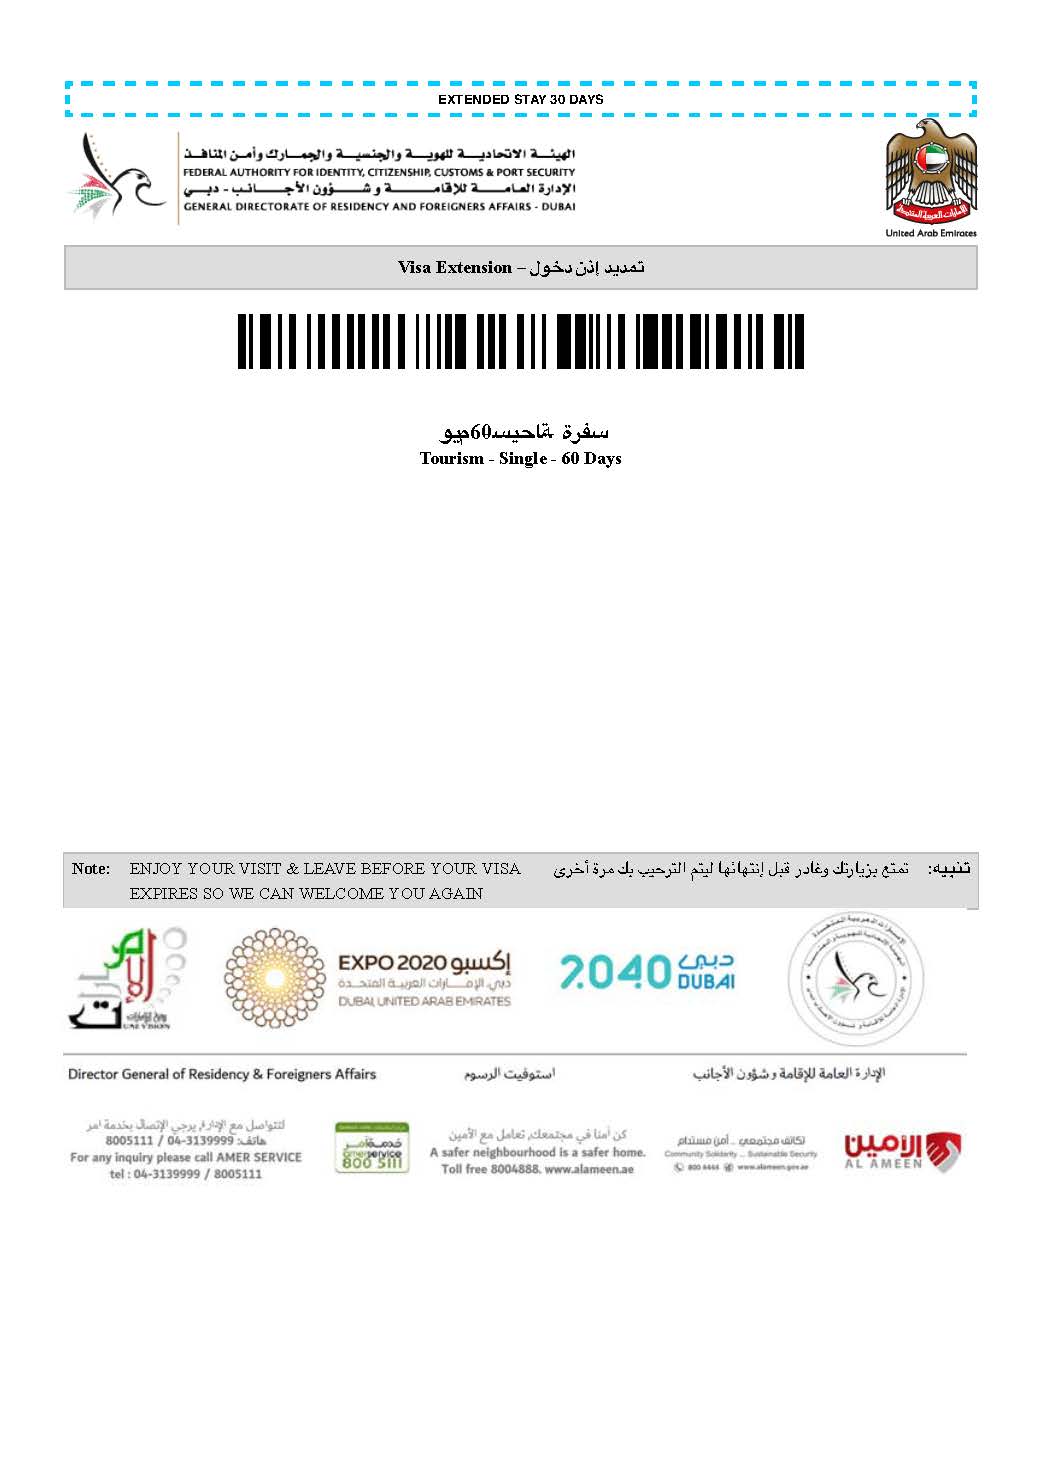 EXTENDED STAY 30 DAYS
الهيئة الاتحادية للهوية والجنسية والجمارك وأمن المنافذ
FEDERAL AUTHORITY FOR IDENTITY, CITIZENSHIP, CUSTOMS & PORT SECURITY
الإدارة العامة للإقامة و شؤون الأجانب - دبي
GENERAL DIRECTORATE OF RESIDENCY AND FOREIGNERS AFFAIRS - DUBAI
الإمارات العربية المتحدة
United Arab Emirates
Visa Extension – تمديد إذن دخول
سفرة ةاحيس60موي
Tourism - Single - 60 Days
Note: ENJOY YOUR VISIT & LEAVE BEFORE YOUR VISA
EXPIRES SO WE CAN WELCOME YOU AGAIN
تنبيه: تمتع بزيارتك وغادر قبل إنتهائها ليتم الترحيب بك مرة أخرى
UAE VISION
EXPO 2020 إكسبو
دبي، الإمارات العربية المتحدة
DUBAI, UNITED ARAB EMIRATES
2040 دبي
DUBAI
Director General of Residency & Foreigners Affairs
استوفيت الرسوم
الإدارة العامة للإقامة و شؤون الأجانب
للتواصل مع الإدارة يرجى الإتصال بخدمة امر
هاتف: 04-3139999 / 8005111
For any inquiry please call AMER SERVICE
tel : 04-3139999 / 8005111
خدمة آمر
amerservice
800 5111
كن آمنا في مجتمعك, تعامل مع الأمين
A safer neighbourhood is a safer home.
Toll free 8004888. www.alameen.ae
تكاتف مجتمعي .. أمن مستدام
Community Solidarity ... Sustainable Security
800 4444 www.alameen.gov.ae
الأمين
AL AMEEN